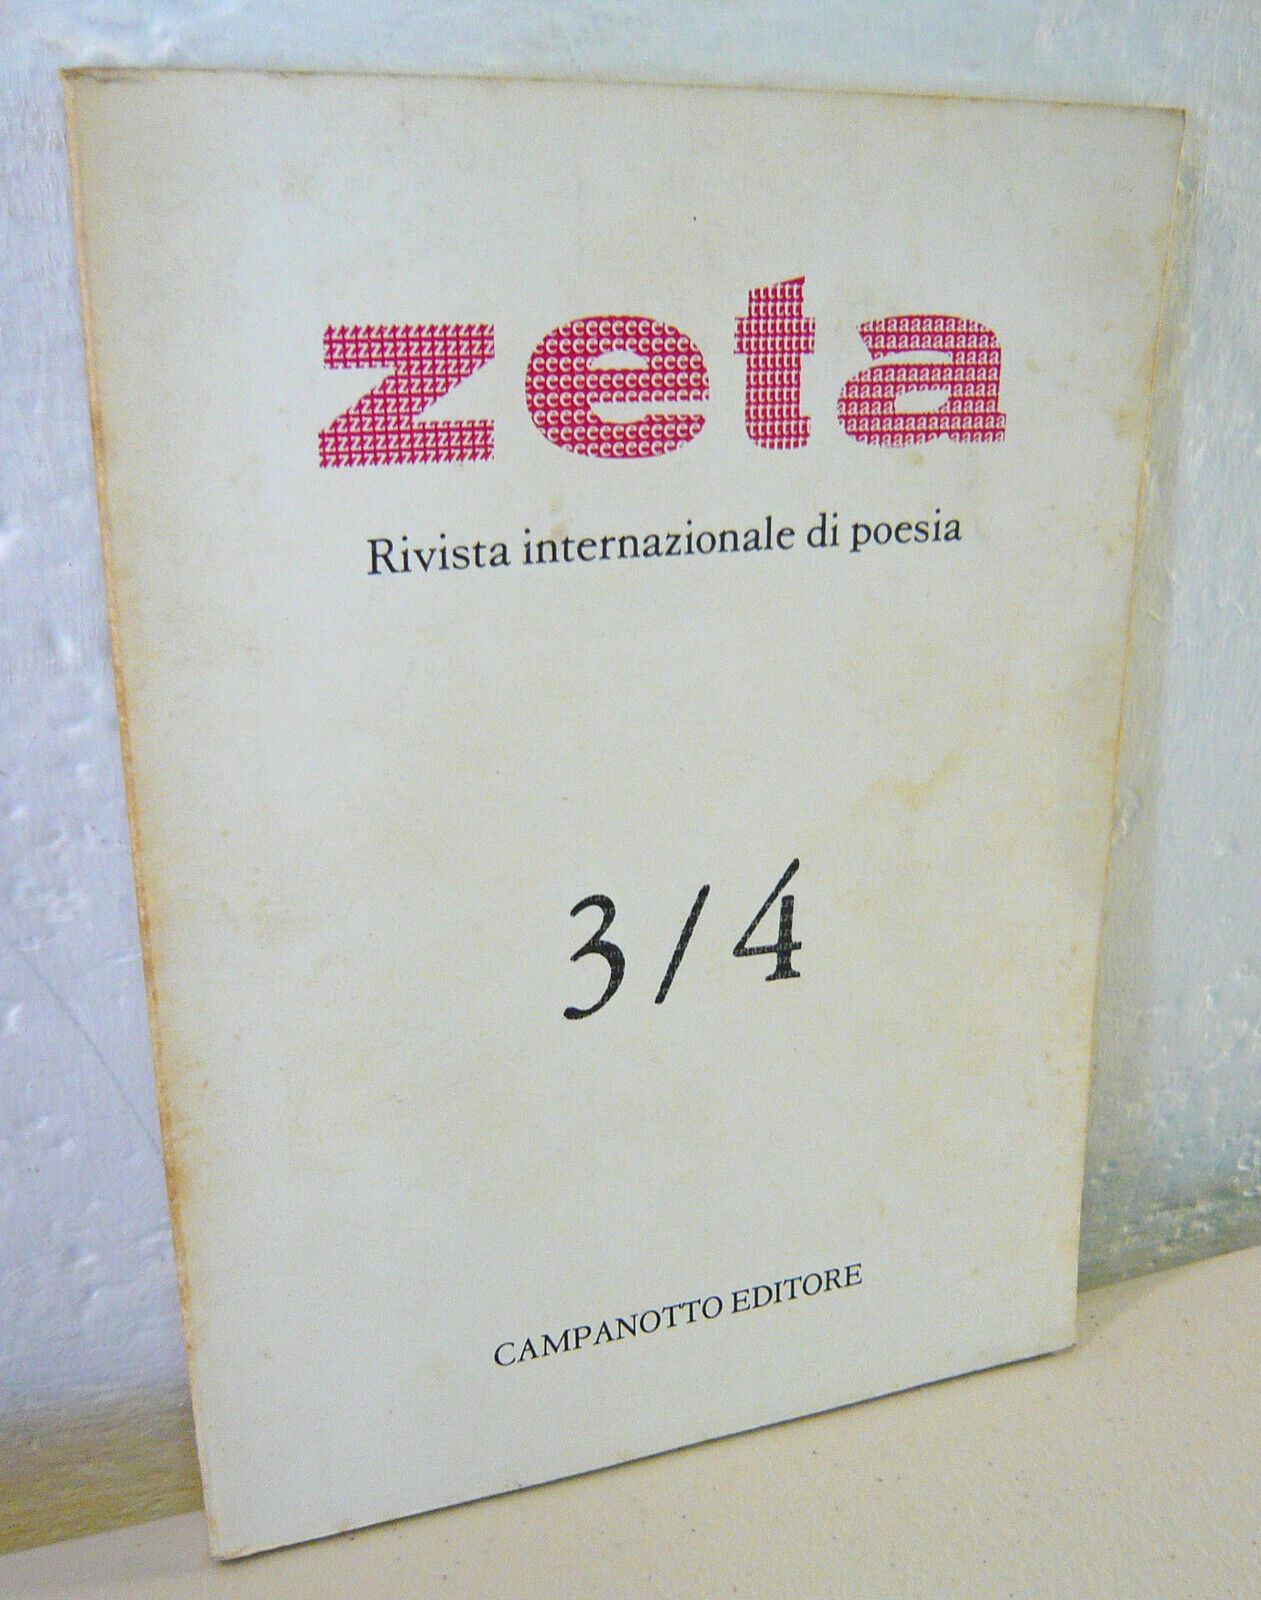 zeta
Rivista internazionale di poesia
3/4
CAMPANOTTO EDITORE